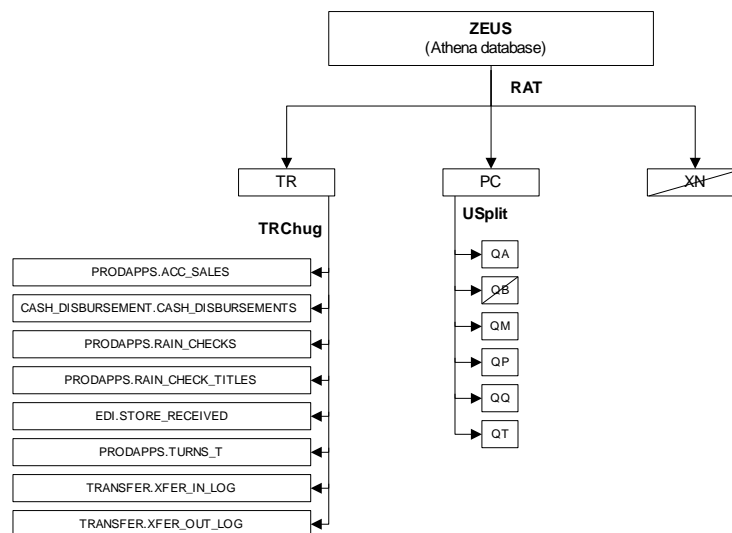 ZEUS
(Athena database)
RAT
TR
PC
XN
TRChug
USplit
PRODAPPS.ACC_SALES
CASH_DISBURSEMENT.CASH_DISBURSEMENTS
PRODAPPS.RAIN_CHECKS
PRODAPPS.RAIN_CHECK_TITLES
EDI.STORE_RECEIVED
PRODAPPS.TURNS_T
TRANSFER.XFER_IN_LOG
TRANSFER.XFER_OUT_LOG
QA
QB
QM
QP
QQ
QT